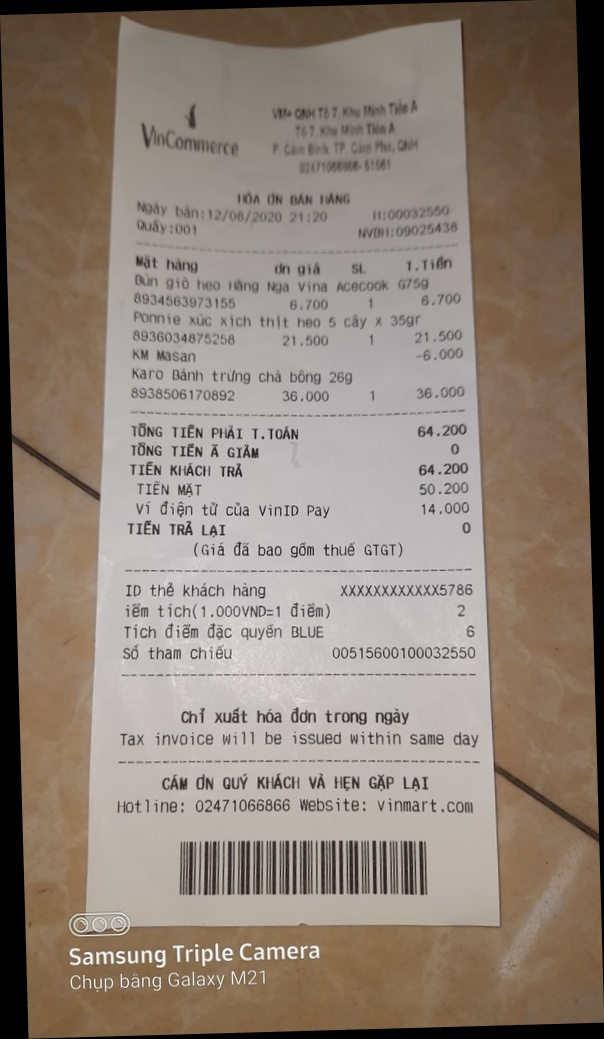 VinCommerce
VM+ QNH Tổ 7, Khu Minh Tiến A
Tổ 7, Khu Minh Tiến A
P. Cẩm Bình, TP. Cẩm Phả, QNH
02471066866- 51561
HÓA ƠN BÁN HÀNG
Ngày bán:12/08/2020 21:20 H:00032550
Quầy:001 NVBH:09025438
Mặt hàng ơn giá SL T.Tiền
Bún giò heo Hằng Nga Vina Acecook G75g
8934563973155 6.700 1 6.700
Ponnie xúc xích thịt heo 5 cây x 35gr
8936034875258 21.500 1 21.500
KM Masan -6.000
Karo Bánh trứng chà bông 26g
8938506170892 36.000 1 36.000
TỔNG TIỀN PHẢI T.TOÁN 64.200
TỔNG TIỀN Ã GIẢM 0
TIỀN KHÁCH TRẢ 64.200
TIỀN MẶT 50.200
Ví điện tử của VinID Pay 14.000
TIỀN TRẢ LẠI 0
(Giá đã bao gồm thuế GTGT)
ID thẻ khách hàng XXXXXXXXXXXX5786
iểm tích(1.000VND=1 điểm) 2
Tích điểm đặc quyền BLUE 6
Số tham chiếu 00515600100032550
Chỉ xuất hóa đơn trong ngày
Tax invoice will be issued within same day
CẢM ƠN QUÝ KHÁCH VÀ HẸN GẶP LẠI
Hotline: 02471066866 Website: vinmart.com
Samsung Triple Camera
Chụp bằng Galaxy M21